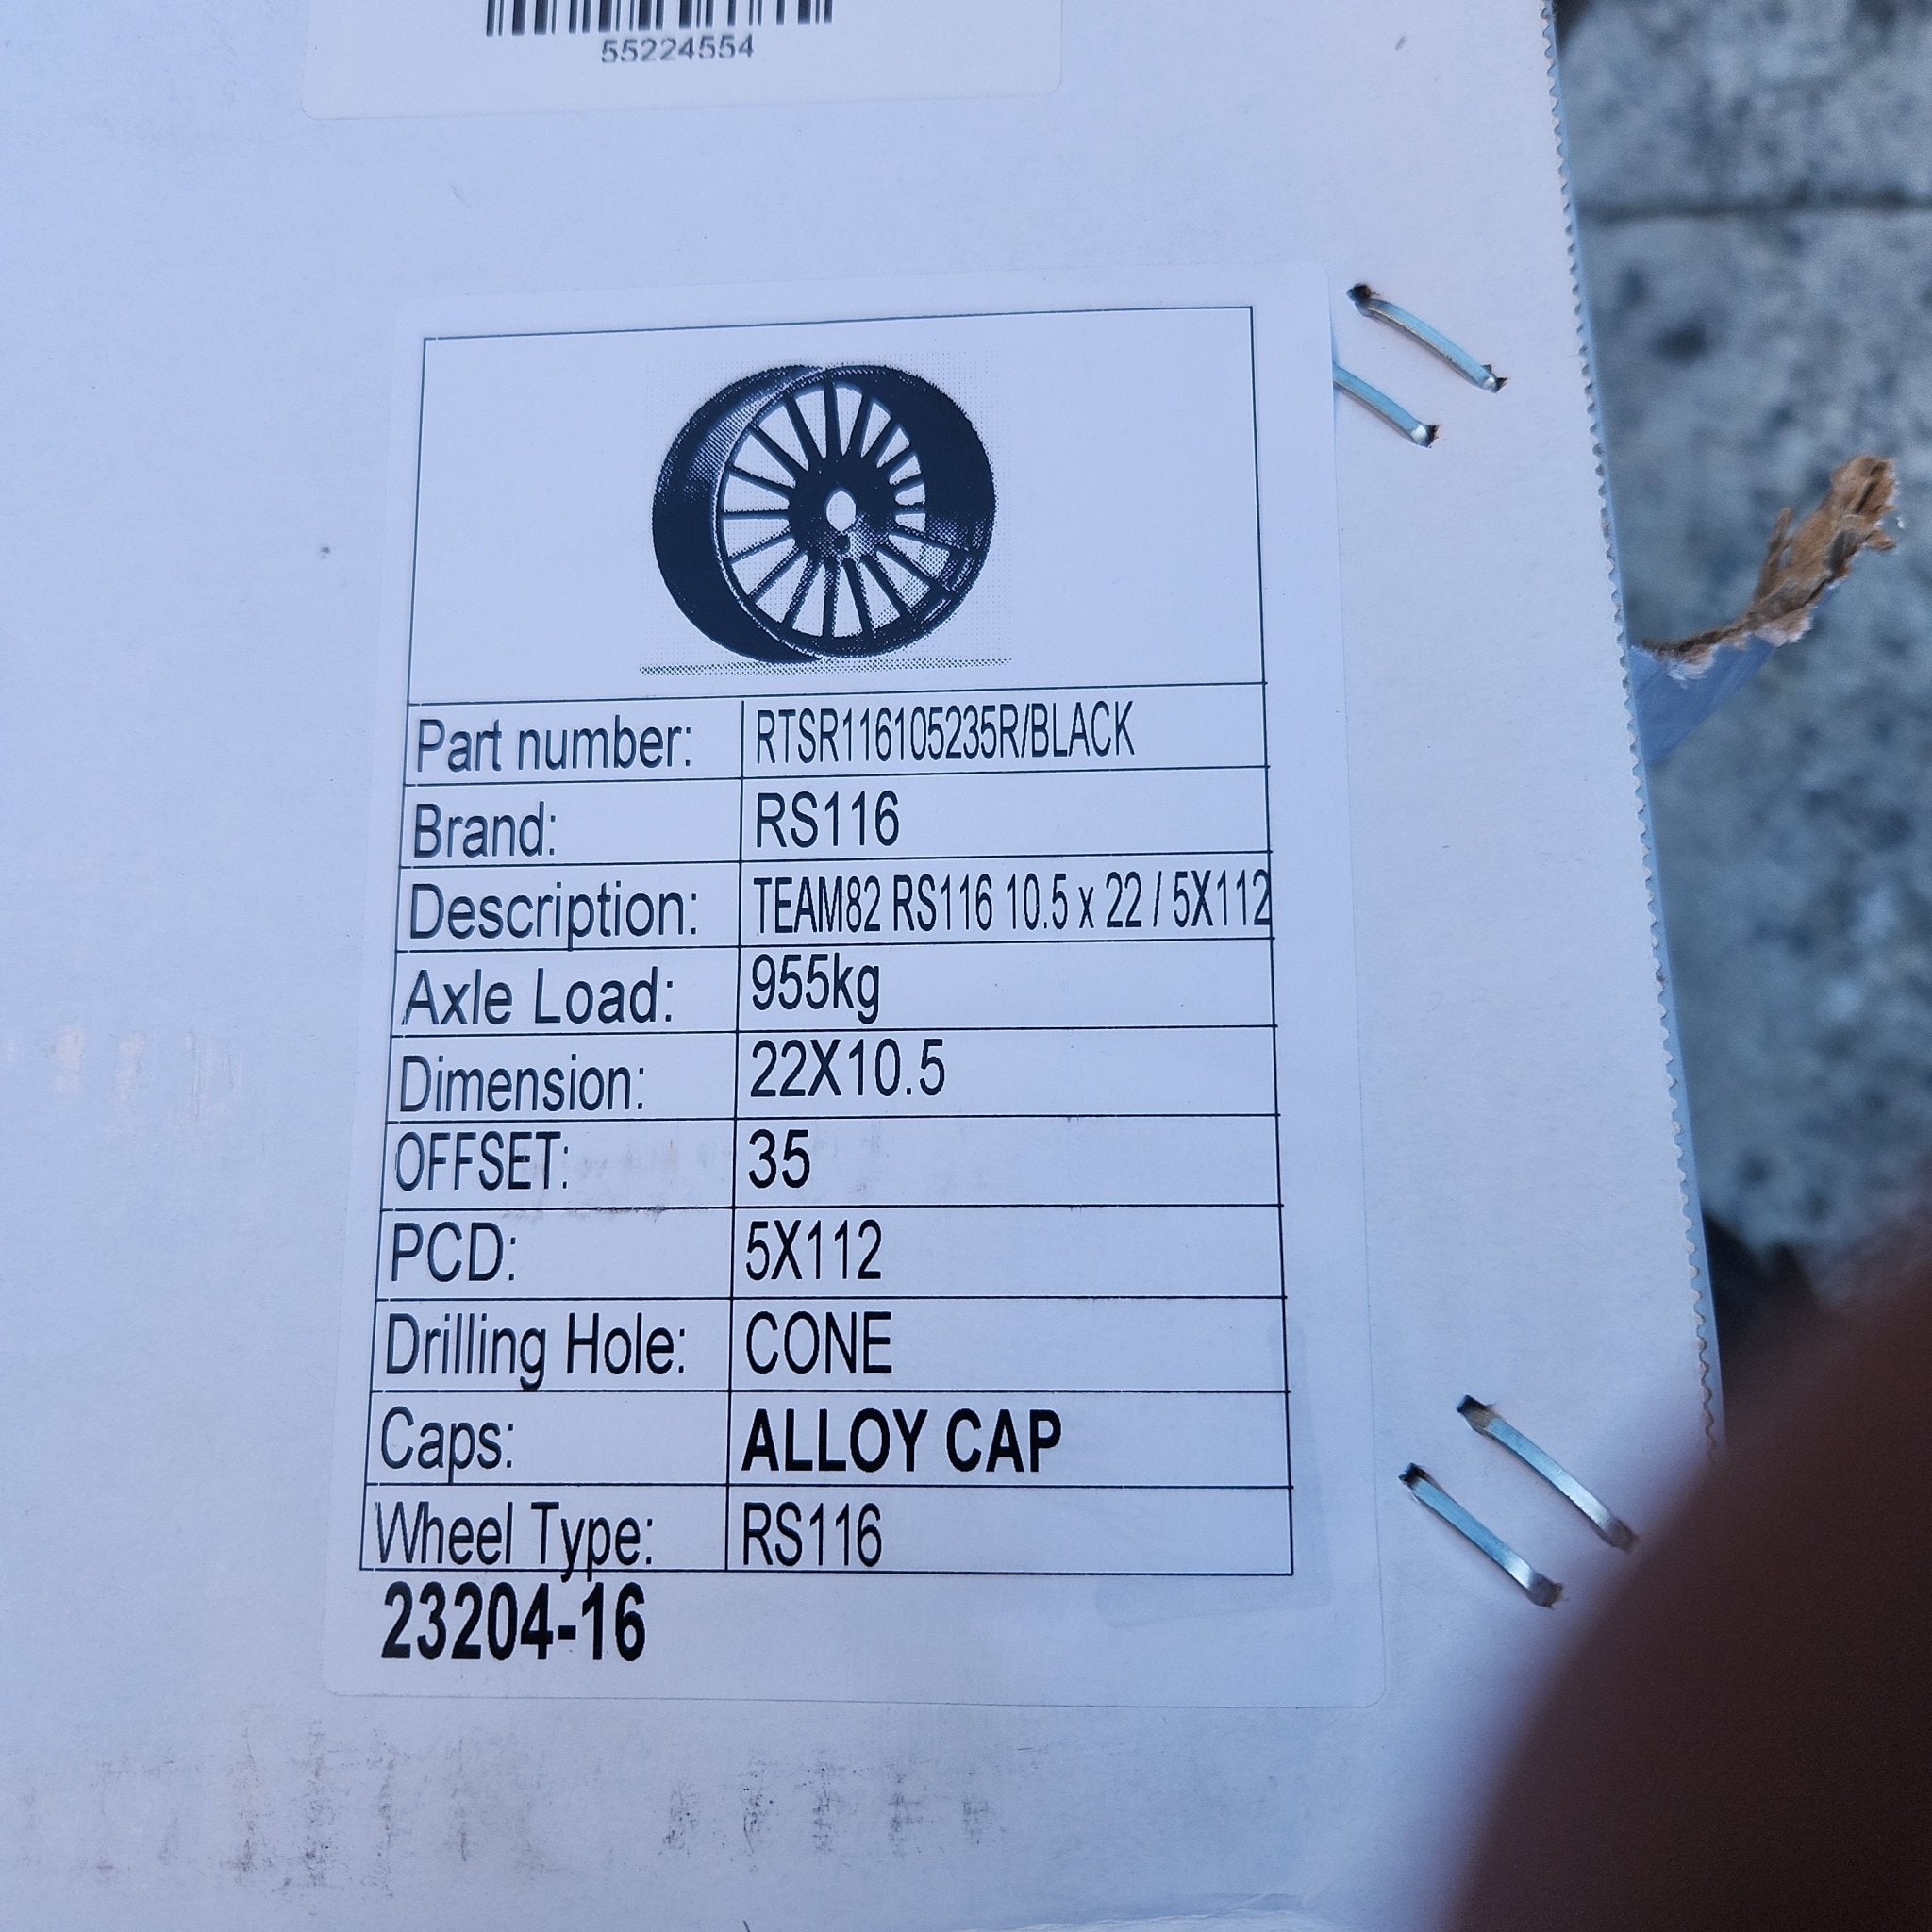 55224554
Part number: RTSR116105235R/BLACK
Brand: RS116
Description: TEAM82 RS116 10.5 x 22 / 5X112
Axle Load: 955kg
Dimension: 22X10.5
OFFSET: 35
PCD: 5X112
Drilling Hole: CONE
Caps: ALLOY CAP
Wheel Type: RS116
23204-16